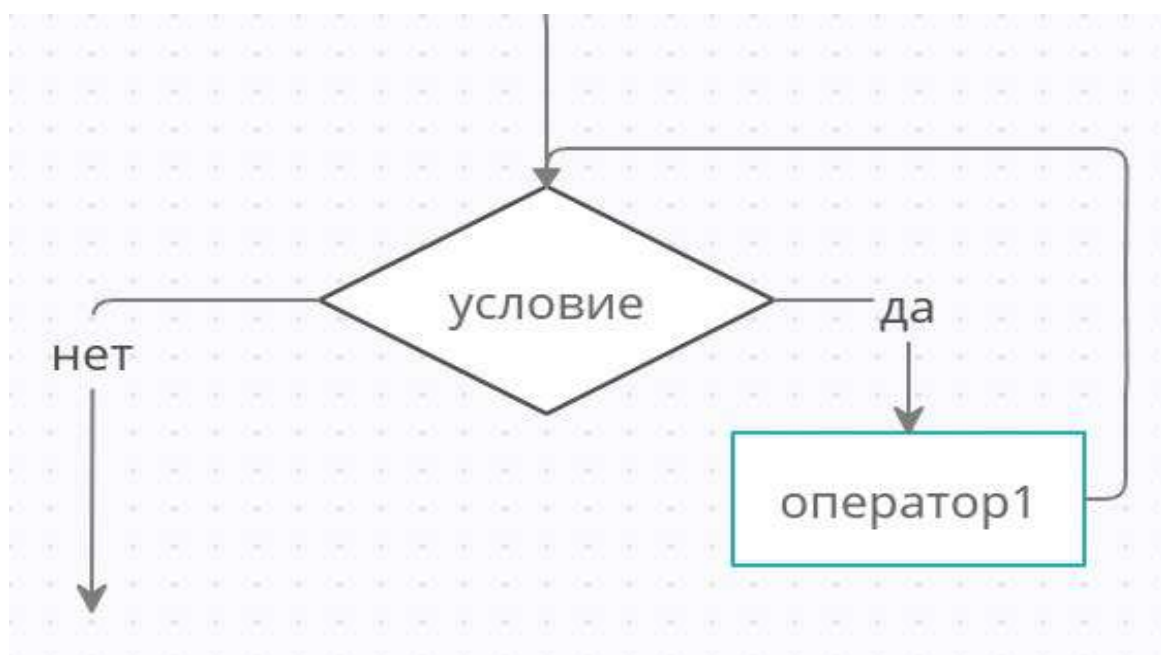 условие
да
нет
оператор1